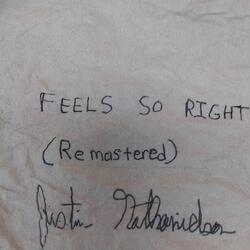 FEELS SO RIGHT
(Remastered)
Justin Nathanielson